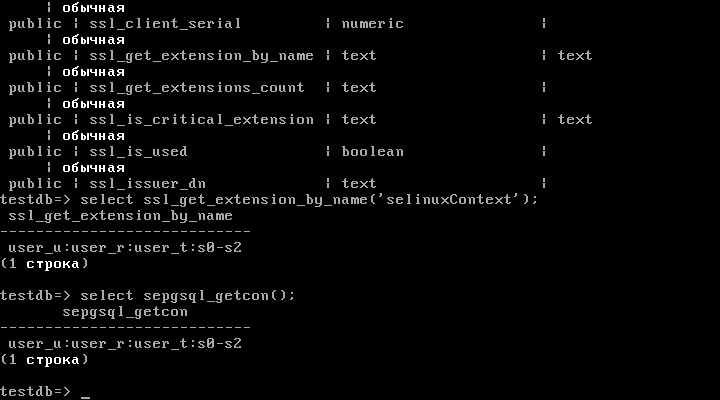 | обычная
public | ssl_client_serial | numeric |
| обычная
public | ssl_get_extension_by_name | text | text
| обычная
public | ssl_get_extensions_count | text |
| обычная
public | ssl_is_critical_extension | text | text
| обычная
public | ssl_is_used | boolean |
| обычная
public | ssl_issuer_dn | text |
testdb=> select ssl_get_extension_by_name('selinuxContext');
ssl_get_extension_by_name
----------------------------
user_u:user_r:user_t:s0-s2
(1 строка)
testdb=> select sepgsql_getcon();
sepgsql_getcon
----------------------------
user_u:user_r:user_t:s0-s2
(1 строка)
testdb=> _